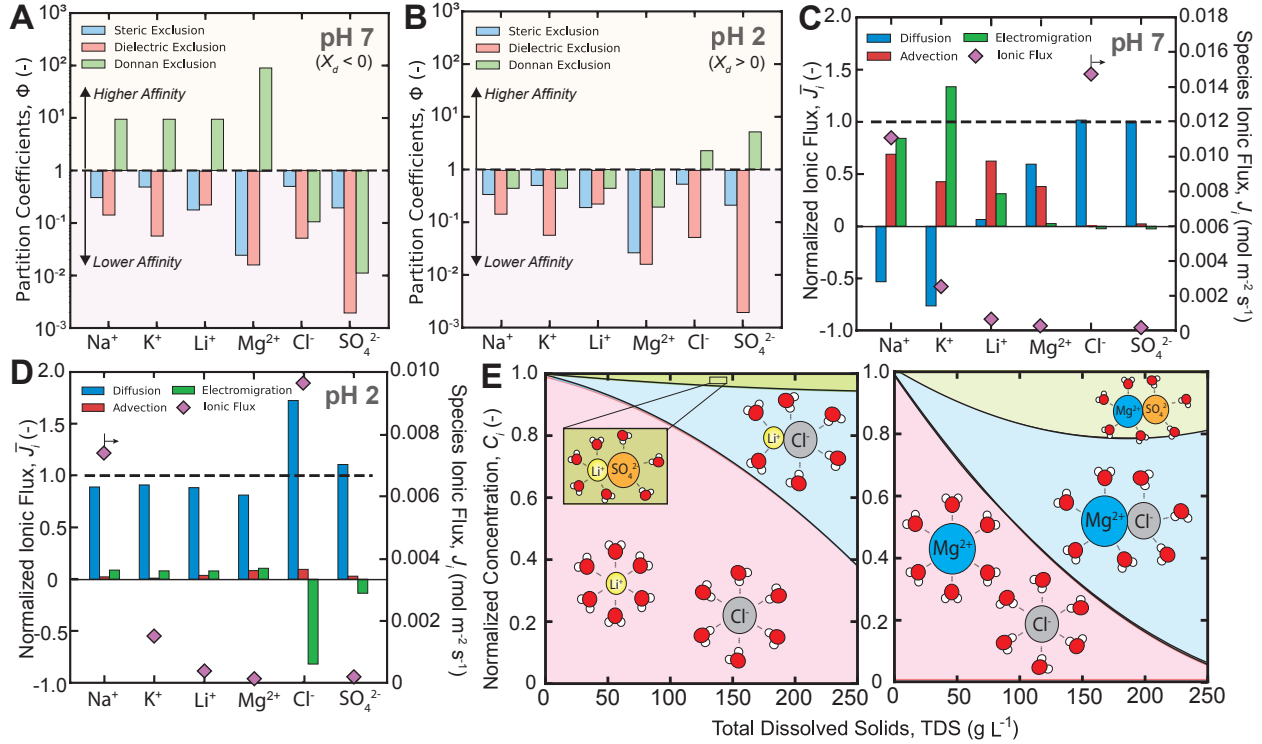 A
Steric Exclusion
Dielectric Exclusion
Donnan Exclusion
pH 7
(X_d < 0)
Higher Affinity
Lower Affinity
Partition Coefficients, Φ (-)
10³
10²
10¹
1
10⁻¹
10⁻²
10⁻³
Na⁺ K⁺ Li⁺ Mg²⁺ Cl⁻ SO₄²⁻
B
Steric Exclusion
Dielectric Exclusion
Donnan Exclusion
pH 2
(X_d > 0)
Higher Affinity
Lower Affinity
Partition Coefficients, Φ (-)
10³
10²
10¹
1
10⁻¹
10⁻²
10⁻³
Na⁺ K⁺ Li⁺ Mg²⁺ Cl⁻ SO₄²⁻
C
pH 7
Diffusion
Advection
Electromigration
Ionic Flux
Normalized Ionic Flux, J̄ᵢ (-)
2.0
1.5
1.0
0.5
0
-0.5
-1.0
Species Ionic Flux, Jᵢ (mol m⁻² s⁻¹)
0.018
0.016
0.014
0.012
0.010
0.008
0.006
0.004
0.002
0
Na⁺ K⁺ Li⁺ Mg²⁺ Cl⁻ SO₄²⁻
D
pH 2
Diffusion
Advection
Electromigration
Ionic Flux
Normalized Ionic Flux, J̄ᵢ (-)
2.0
1.5
1.0
0.5
0
-0.5
-1.0
Species Ionic Flux, Jᵢ (mol m⁻² s⁻¹)
0.010
0.008
0.006
0.004
0.002
0
Na⁺ K⁺ Li⁺ Mg²⁺ Cl⁻ SO₄²⁻
E
Normalized Concentration, Cᵢ (-)
1.0
0.8
0.6
0.4
0.2
0
Li⁺ SO₄²⁻
Li⁺ Cl⁻
Li⁺
Cl⁻
0 50 100 150 200 250
Mg²⁺ SO₄²⁻
Mg²⁺ Cl⁻
Mg²⁺
Cl⁻
0 50 100 150 200 250
Total Dissolved Solids, TDS (g L⁻¹)